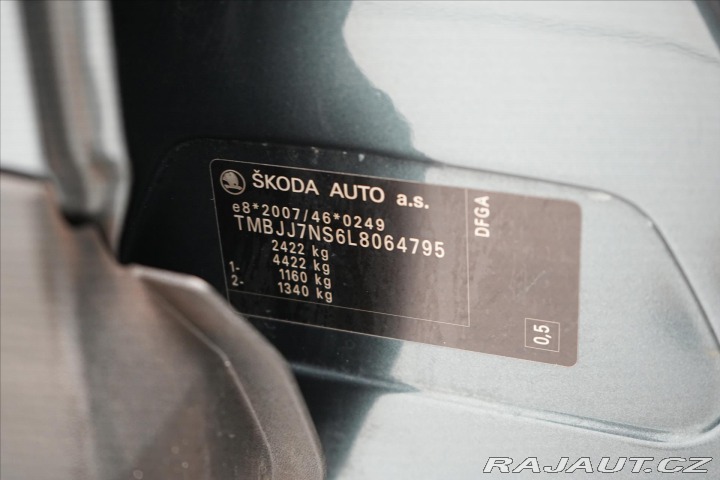 ŠKODA AUTO a.s.
e8*2007/46*0249
TMBJJ7NS6L8064795
2422 kg
4422 kg
1- 1160 kg
2- 1340 kg
DFGA
0,5
RAJAUT.CZ